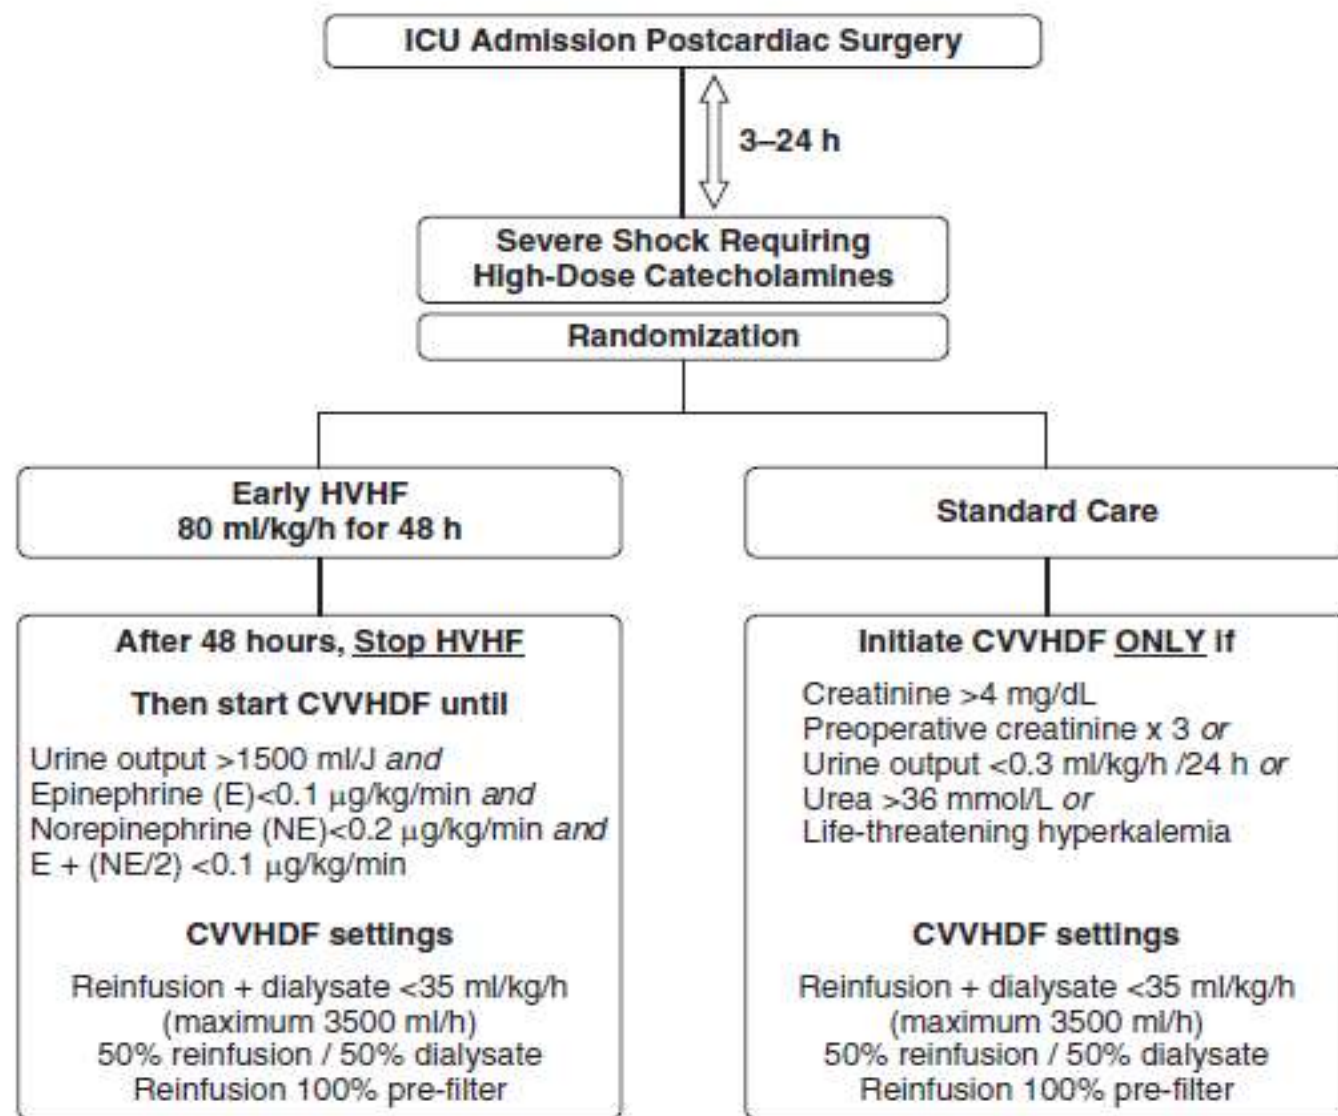 ICU Admission Postcardiac Surgery
3–24 h
Severe Shock Requiring
High-Dose Catecholamines
Randomization
Early HVHF
80 ml/kg/h for 48 h
After 48 hours, Stop HVHF
Then start CVVHDF until
Urine output >1500 ml/J and
Epinephrine (E)<0.1 μg/kg/min and
Norepinephrine (NE)<0.2 μg/kg/min and
E + (NE/2) <0.1 μg/kg/min
CVVHDF settings
Reinfusion + dialysate <35 ml/kg/h
(maximum 3500 ml/h)
50% reinfusion / 50% dialysate
Reinfusion 100% pre-filter
Standard Care
Initiate CVVHDF ONLY if
Creatinine >4 mg/dL
Preoperative creatinine x 3 or
Urine output <0.3 ml/kg/h /24 h or
Urea >36 mmol/L or
Life-threatening hyperkalemia
CVVHDF settings
Reinfusion + dialysate <35 ml/kg/h
(maximum 3500 ml/h)
50% reinfusion / 50% dialysate
Reinfusion 100% pre-filter